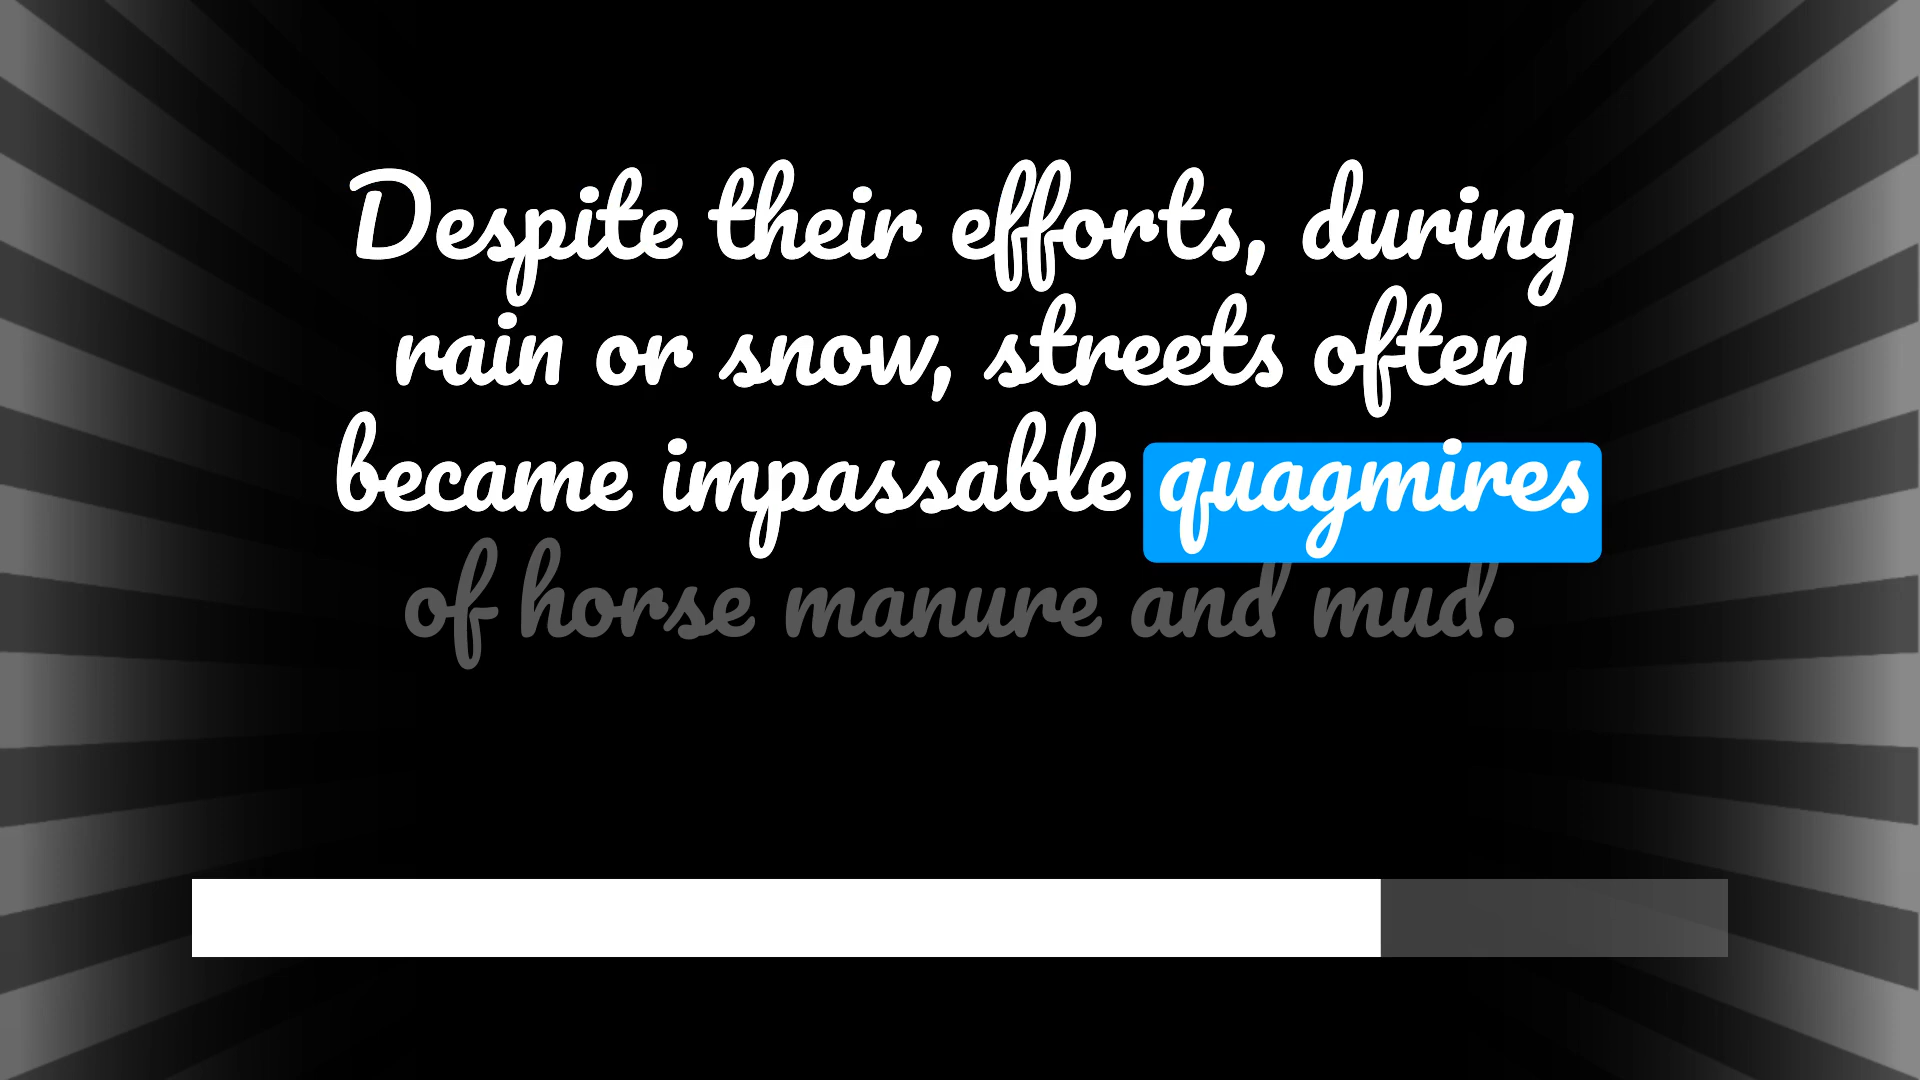 Despite their efforts, during
rain or snow, streets often
became impassable quagmires
of horse manure and mud.